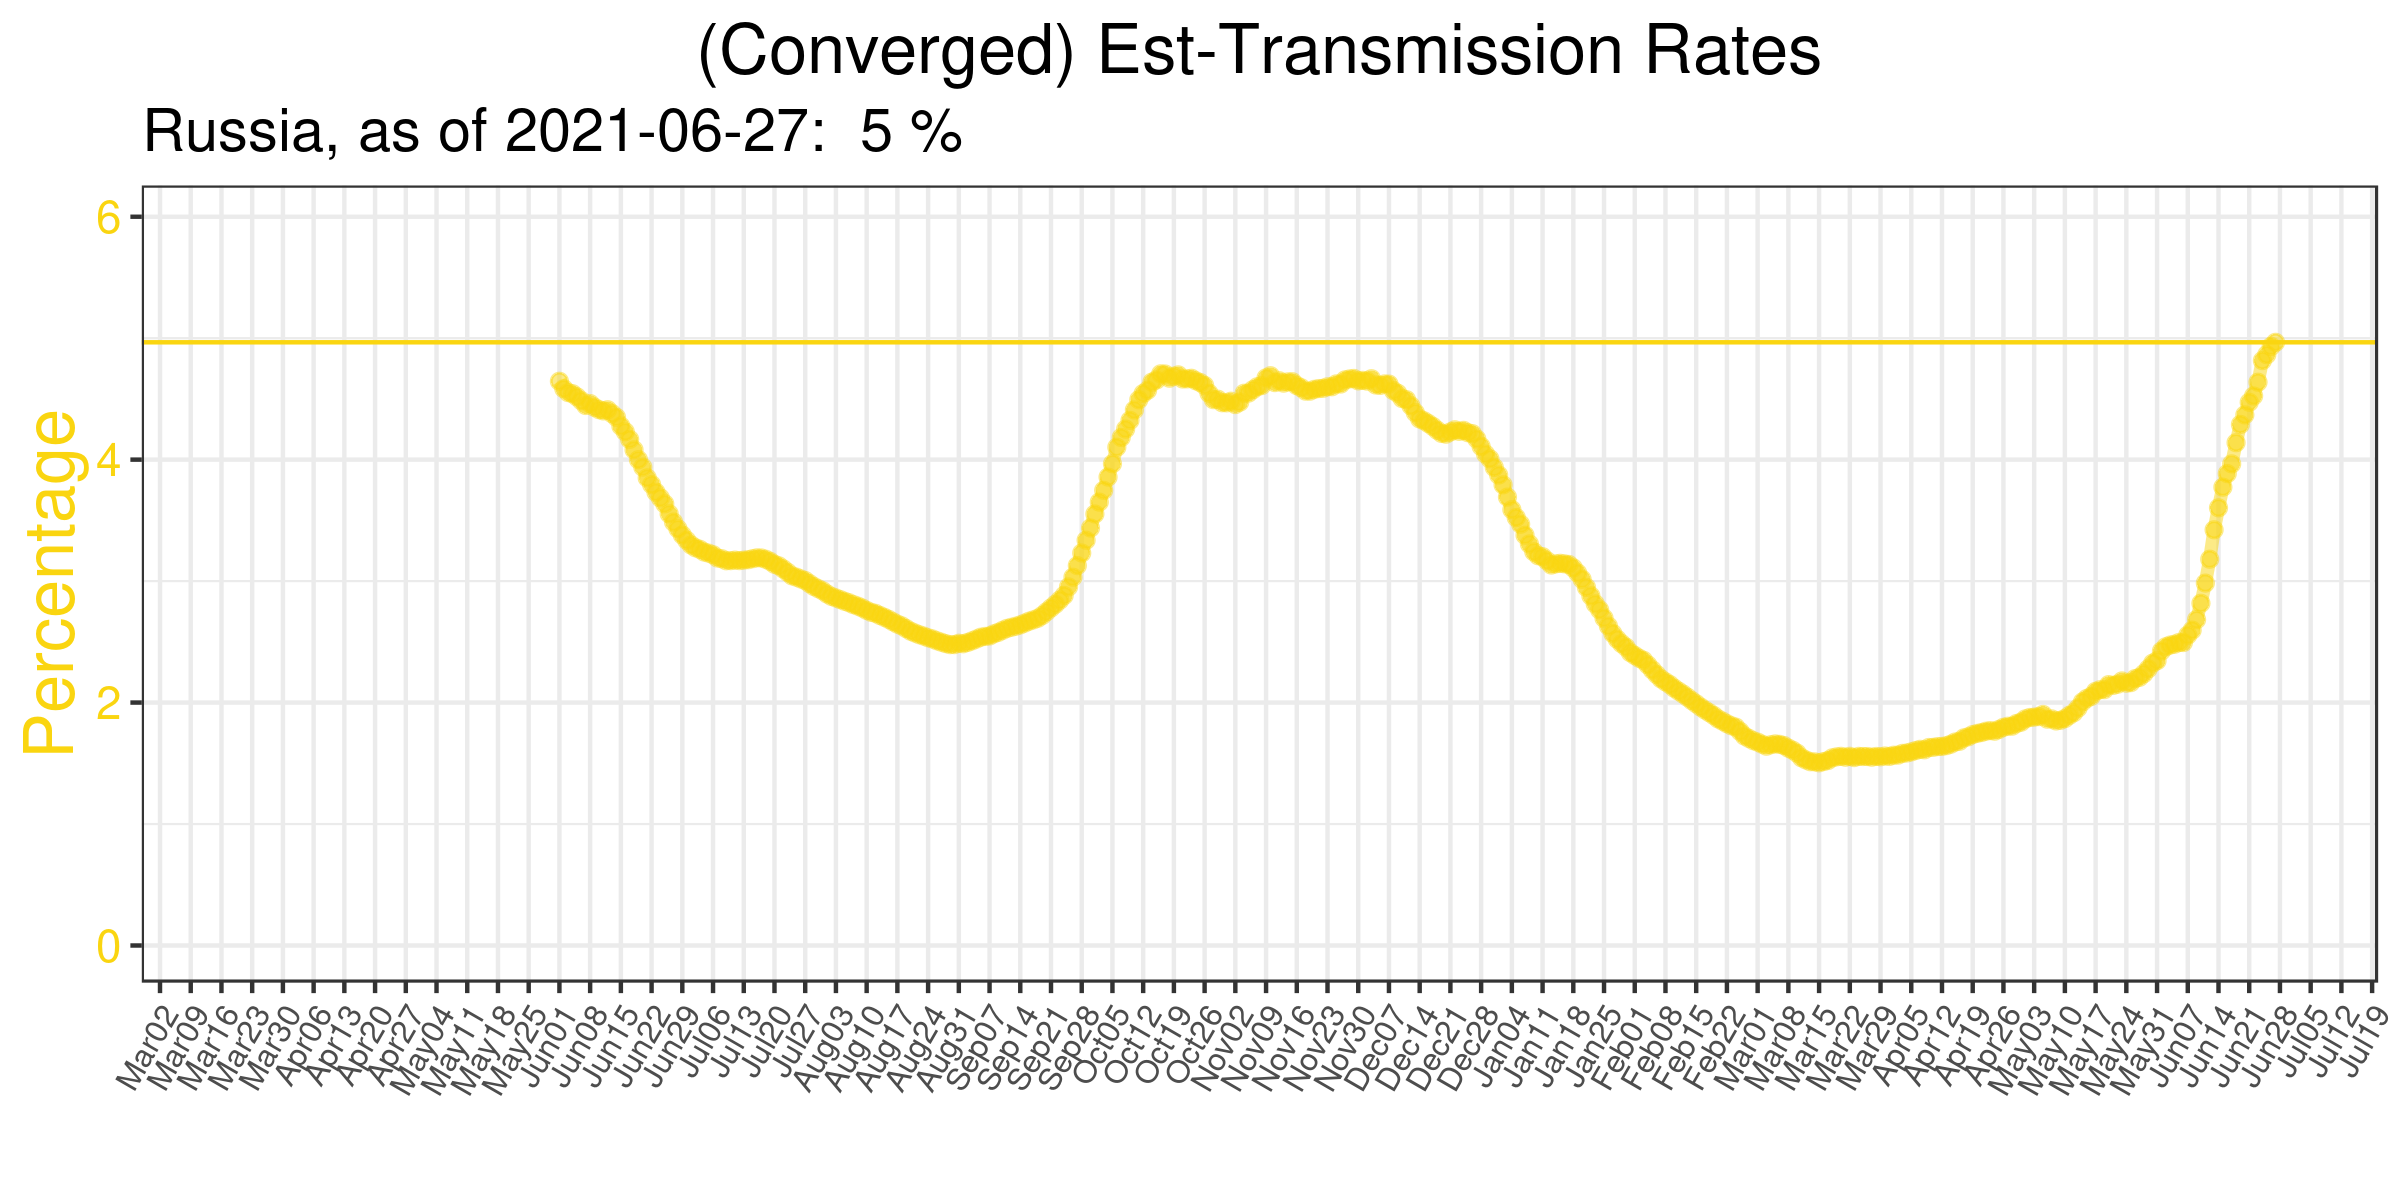 (Converged) Est-Transmission Rates
Russia, as of 2021-06-27:  5 %
Percentage
6
4
2
0
Mar02
Mar09
Mar16
Mar23
Mar30
Apr06
Apr13
Apr20
Apr27
May04
May11
May18
May25
Jun01
Jun08
Jun15
Jun22
Jun29
Jul06
Jul13
Jul20
Jul27
Aug03
Aug10
Aug17
Aug24
Aug31
Sep07
Sep14
Sep21
Sep28
Oct05
Oct12
Oct19
Oct26
Nov02
Nov09
Nov16
Nov23
Nov30
Dec07
Dec14
Dec21
Dec28
Jan04
Jan11
Jan18
Jan25
Feb01
Feb08
Feb15
Feb22
Mar01
Mar08
Mar15
Mar22
Mar29
Apr05
Apr12
Apr19
Apr26
May03
May10
May17
May24
May31
Jun07
Jun14
Jun21
Jun28
Jul05
Jul12
Jul19